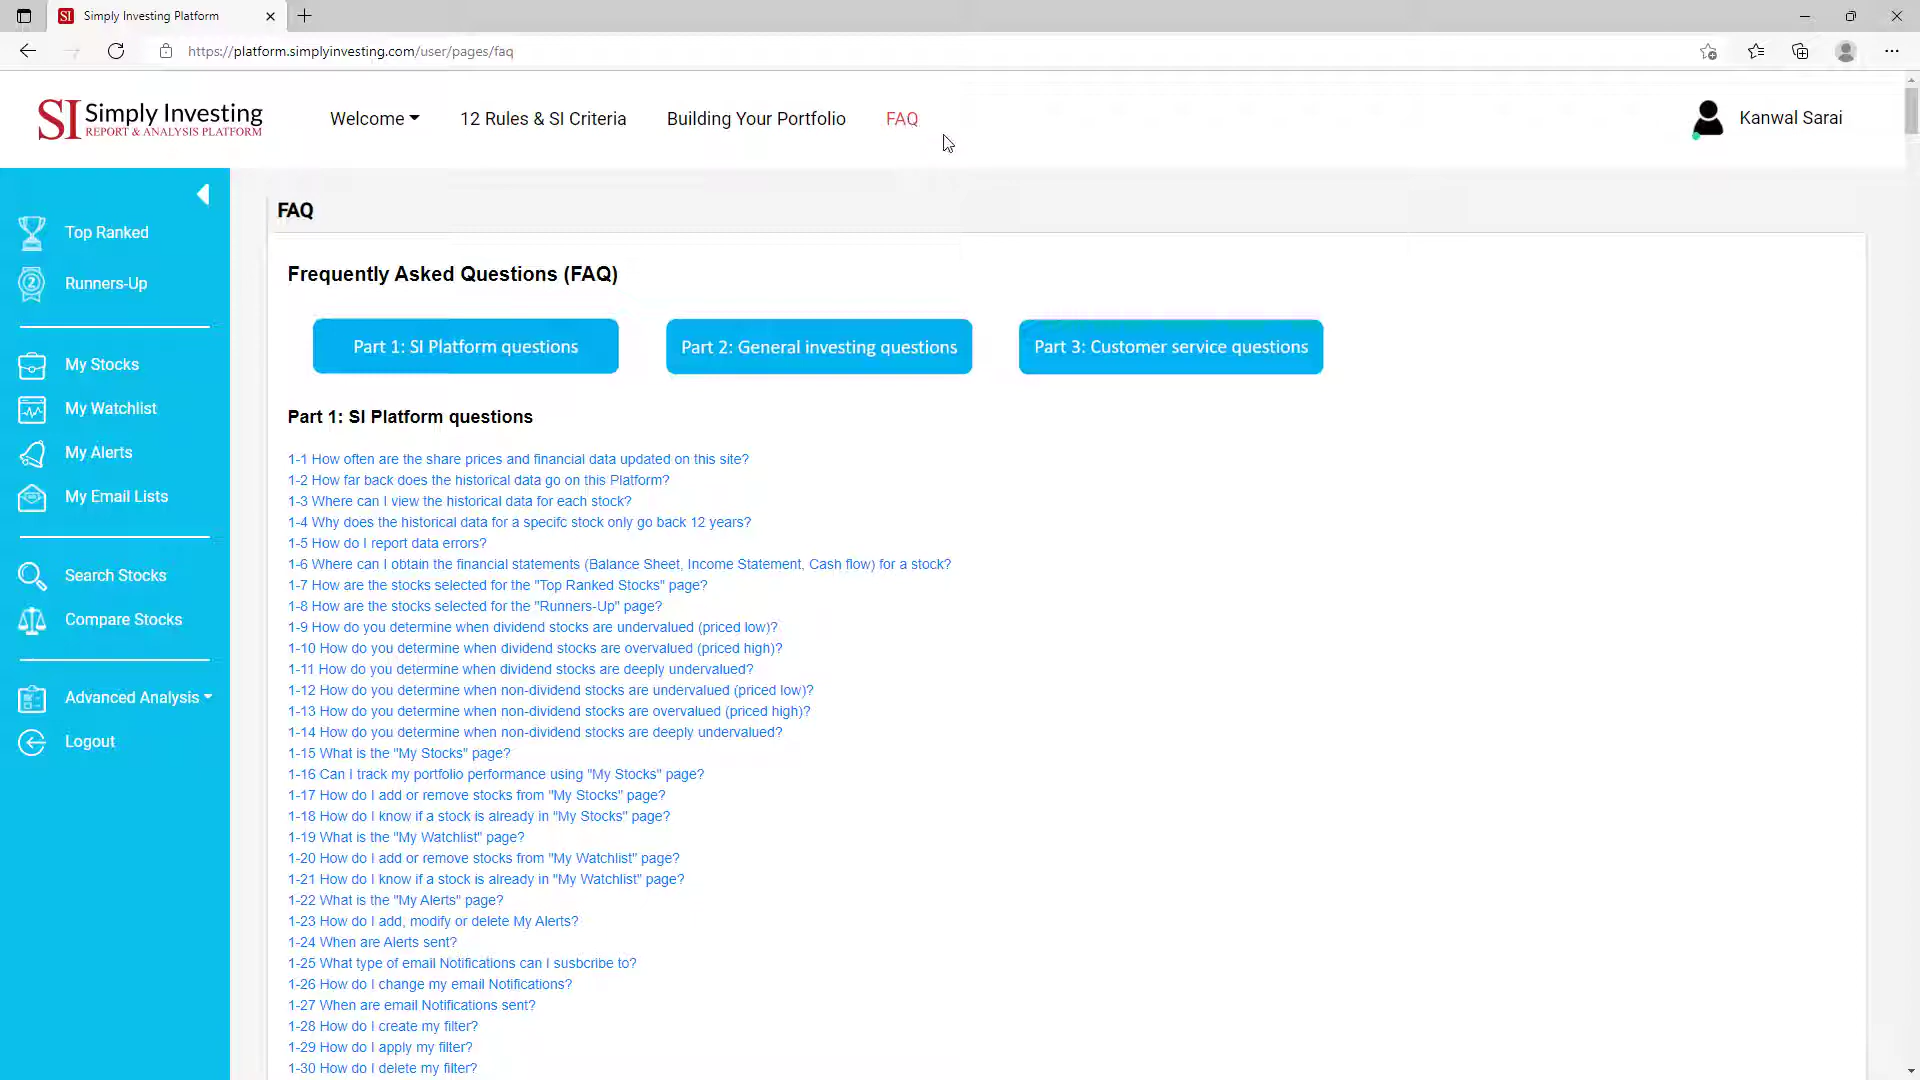 Simply Investing Platform
https://platform.simplyinvesting.com/user/pages/faq
SI Simply Investing
REPORT & ANALYSIS PLATFORM
Welcome
12 Rules & SI Criteria
Building Your Portfolio
FAQ
Kanwal Sarai
Top Ranked
Runners-Up
My Stocks
My Watchlist
My Alerts
My Email Lists
Search Stocks
Compare Stocks
Advanced Analysis
Logout
FAQ
Frequently Asked Questions (FAQ)
Part 1: SI Platform questions
Part 2: General investing questions
Part 3: Customer service questions
Part 1: SI Platform questions
1-1 How often are the share prices and financial data updated on this site?
1-2 How far back does the historical data go on this Platform?
1-3 Where can I view the historical data for each stock?
1-4 Why does the historical data for a specifc stock only go back 12 years?
1-5 How do I report data errors?
1-6 Where can I obtain the financial statements (Balance Sheet, Income Statement, Cash flow) for a stock?
1-7 How are the stocks selected for the "Top Ranked Stocks" page?
1-8 How are the stocks selected for the "Runners-Up" page?
1-9 How do you determine when dividend stocks are undervalued (priced low)?
1-10 How do you determine when dividend stocks are overvalued (priced high)?
1-11 How do you determine when dividend stocks are deeply undervalued?
1-12 How do you determine when non-dividend stocks are undervalued (priced low)?
1-13 How do you determine when non-dividend stocks are overvalued (priced high)?
1-14 How do you determine when non-dividend stocks are deeply undervalued?
1-15 What is the "My Stocks" page?
1-16 Can I track my portfolio performance using "My Stocks" page?
1-17 How do I add or remove stocks from "My Stocks" page?
1-18 How do I know if a stock is already in "My Stocks" page?
1-19 What is the "My Watchlist" page?
1-20 How do I add or remove stocks from "My Watchlist" page?
1-21 How do I know if a stock is already in "My Watchlist" page?
1-22 What is the "My Alerts" page?
1-23 How do I add, modify or delete My Alerts?
1-24 When are Alerts sent?
1-25 What type of email Notifications can I susbcribe to?
1-26 How do I change my email Notifications?
1-27 When are email Notifications sent?
1-28 How do I create my filter?
1-29 How do I apply my filter?
1-30 How do I delete my filter?